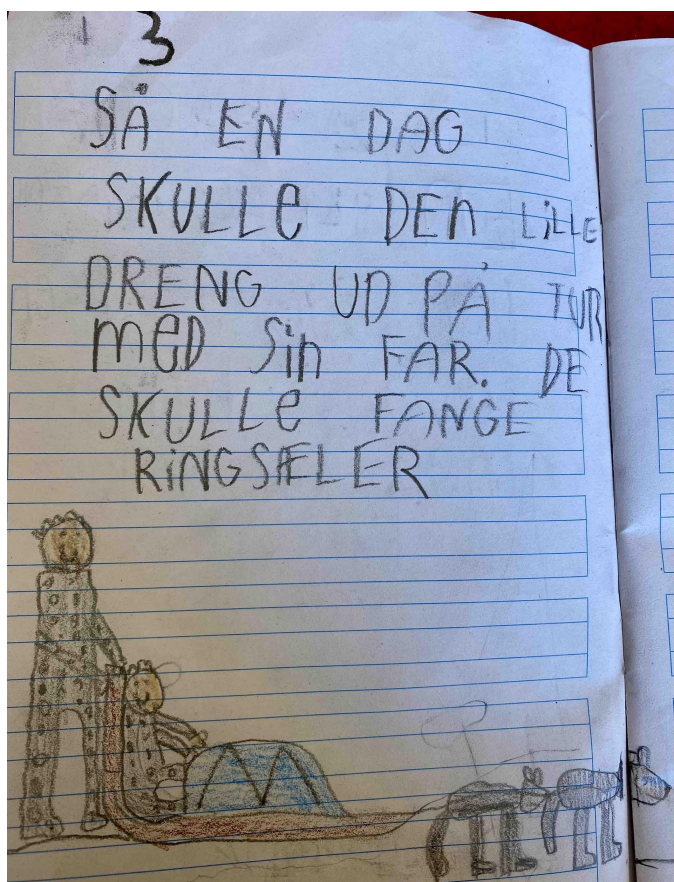 3
SÅ EN DAG
SKULLe DEn LiLLE
DRENG UD PÅ TUR
meD Sin FAR. DE
SKULLe FANGE
RiNGSÆLER